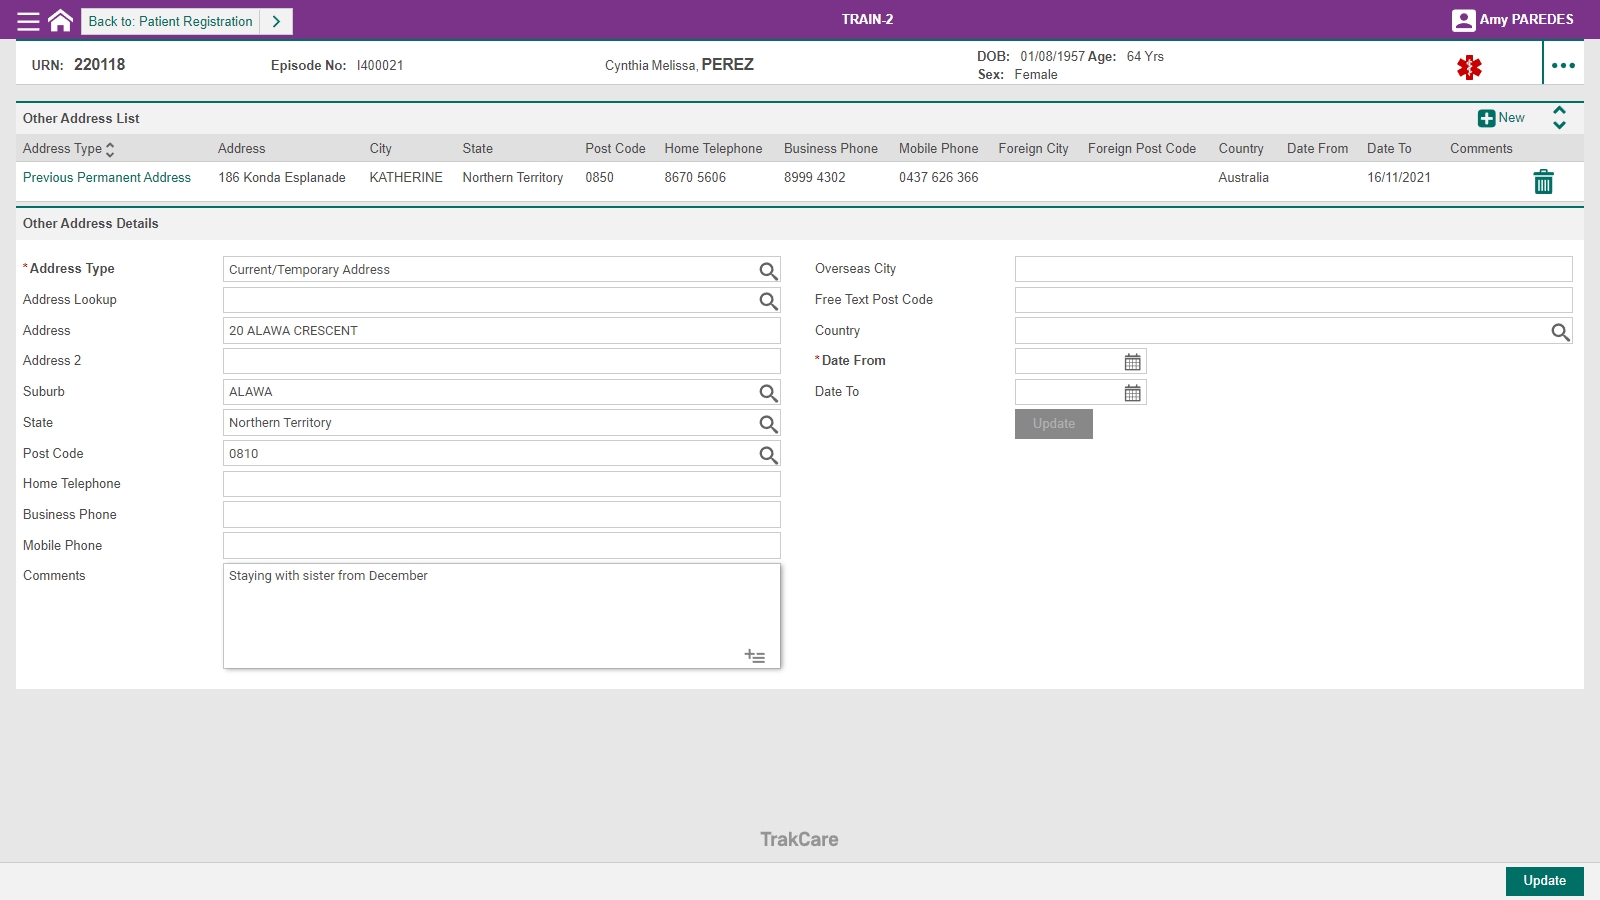 Back to: Patient Registration
TRAIN-2
Amy PAREDES
URN: 220118
Episode No: I400021
Cynthia Melissa, PEREZ
DOB: 01/08/1957 Age: 64 Yrs
Sex: Female
Other Address List
New
Address Type Address City State Post Code Home Telephone Business Phone Mobile Phone Foreign City Foreign Post Code Country Date From Date To Comments
Previous Permanent Address 186 Konda Esplanade KATHERINE Northern Territory 0850 8670 5606 8999 4302 0437 626 366 Australia 16/11/2021
Other Address Details
*Address Type Current/Temporary Address
Address Lookup
Address 20 ALAWA CRESCENT
Address 2
Suburb ALAWA
State Northern Territory
Post Code 0810
Home Telephone
Business Phone
Mobile Phone
Comments Staying with sister from December
Overseas City
Free Text Post Code
Country
*Date From
Date To
Update
TrakCare
Update